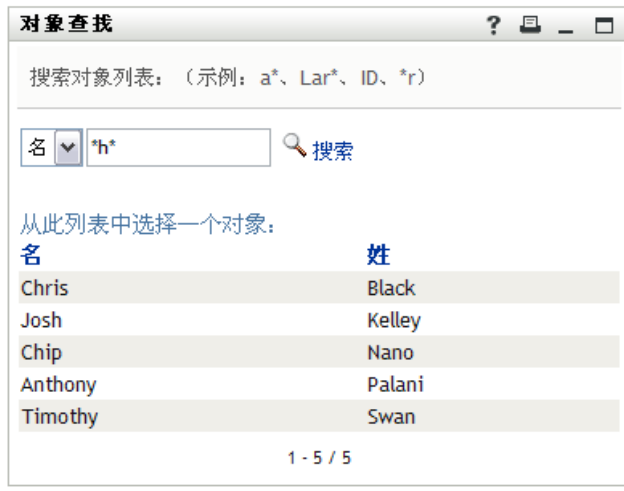 对象查找
搜索对象列表：（示例：a*、Lar*、ID、*r）
名 *h* 搜索
从此列表中选择一个对象：
名 姓
Chris Black
Josh Kelley
Chip Nano
Anthony Palani
Timothy Swan
1 - 5 / 5